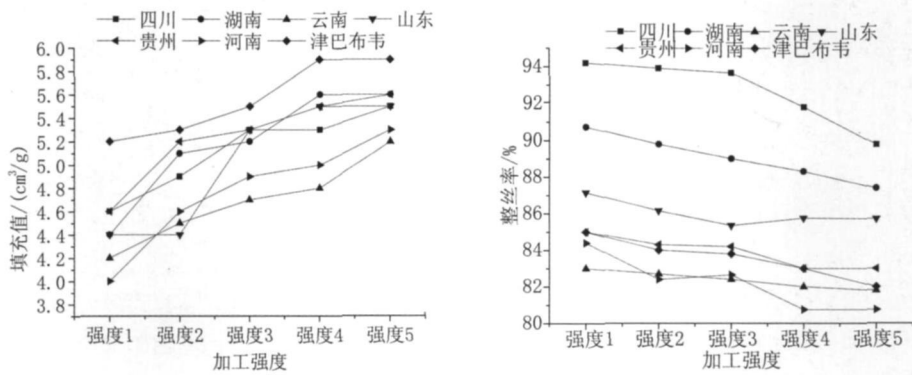 四川 湖南 云南 山东
贵州 河南 津巴布韦
填充值/(cm³/g)
6.0
5.8
5.6
5.4
5.2
5.0
4.8
4.6
4.4
4.2
4.0
3.8
强度1 强度2 强度3 强度4 强度5
加工强度
四川 湖南 云南 山东
贵州 河南 津巴布韦
整丝率/%
94
92
90
88
86
84
82
80
强度1 强度2 强度3 强度4 强度5
加工强度